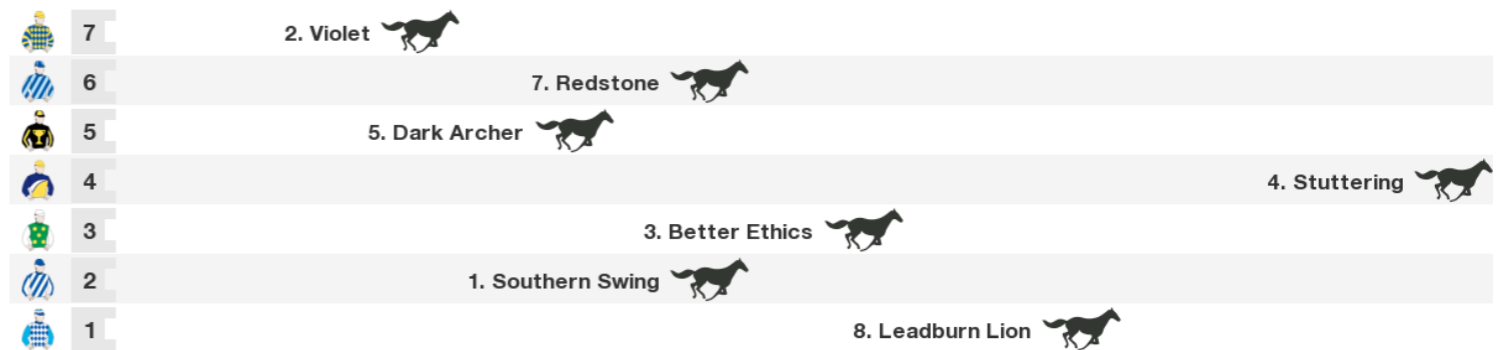 7 2. Violet
6 7. Redstone
5 5. Dark Archer
4 4. Stuttering
3 3. Better Ethics
2 1. Southern Swing
1 8. Leadburn Lion